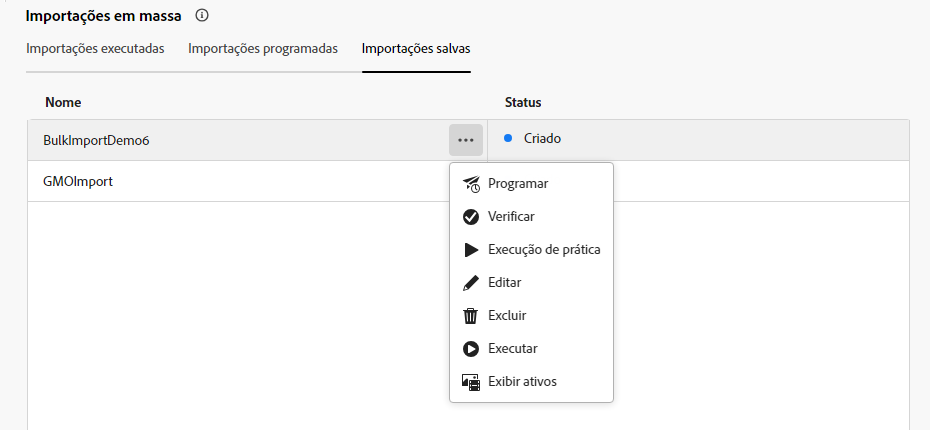 Importações em massa
Importações executadas Importações programadas Importações salvas
Nome Status
BulkImportDemo6 Criado
GMOImport
Programar
Verificar
Execução de prática
Editar
Excluir
Executar
Exibir ativos